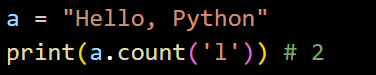 a = "Hello, Python"
print(a.count('l')) # 2